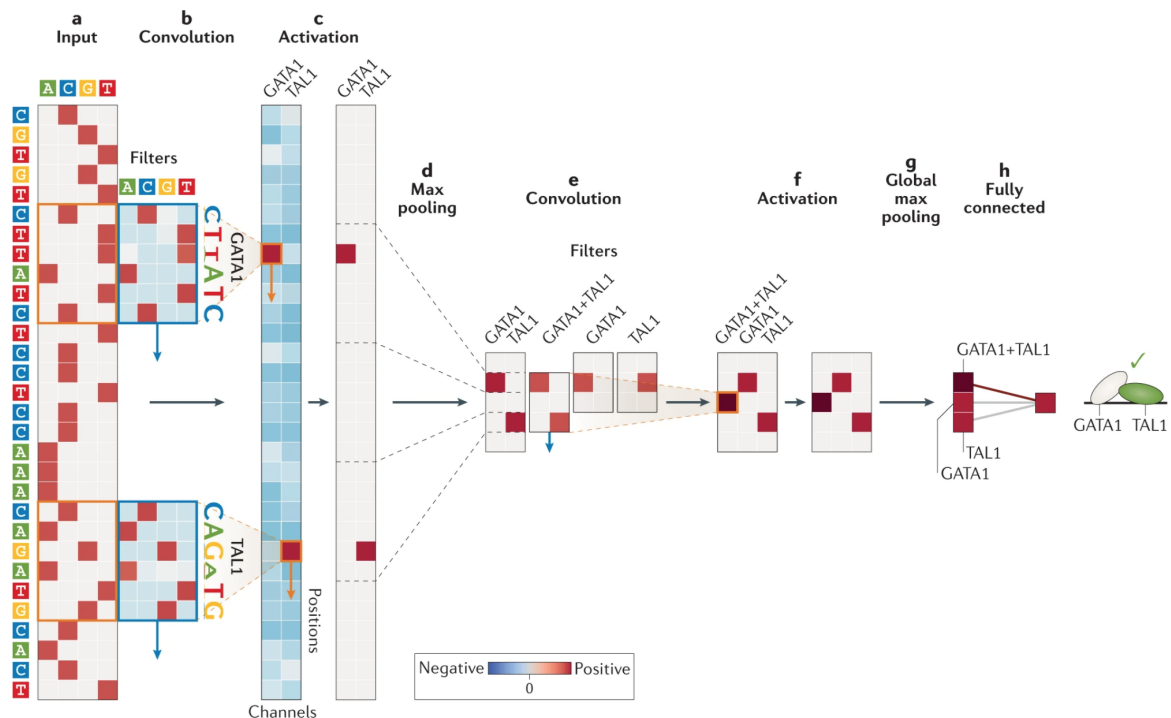 a
Input
b
Convolution
c
Activation
GATA1
TAL1
GATA1
TAL1
A C G T
C
G
T
G
T
C
T
T
A
T
C
T
C
C
T
C
C
A
A
A
C
A
G
A
T
G
C
A
C
T
Filters
A C G T
CTTATC
GATA1
CAGATG
TAL1
Positions
Channels
d
Max
pooling
e
Convolution
Filters
GATA1
TAL1
GATA1+TAL1
GATA1
TAL1
f
Activation
GATA1+TAL1
GATA1
TAL1
g
Global
max
pooling
h
Fully
connected
GATA1+TAL1
TAL1
GATA1
✓
GATA1 TAL1
Negative Positive
0